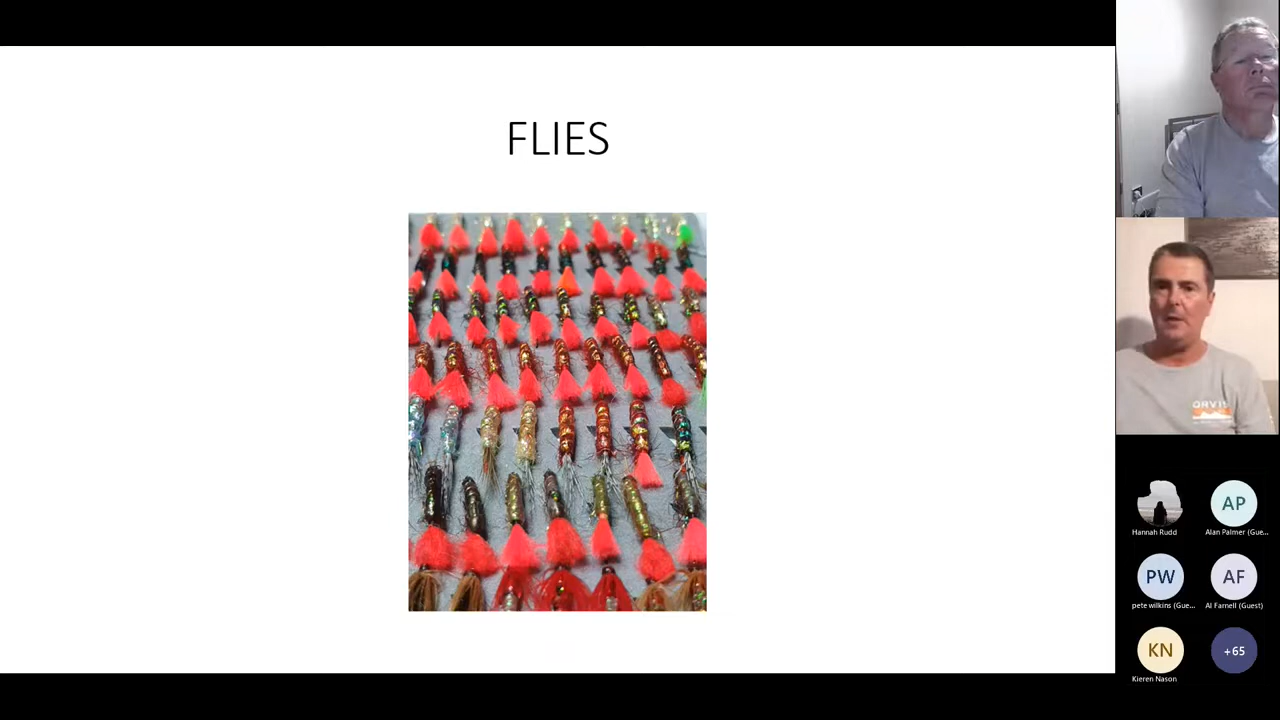 FLIES
ORVIS
Hannah Rudd
AP
Alan Palmer (Gue...
PW
pete wilkins (Gue...
AF
Al Farnell (Guest)
KN
Kieren Nason
+65